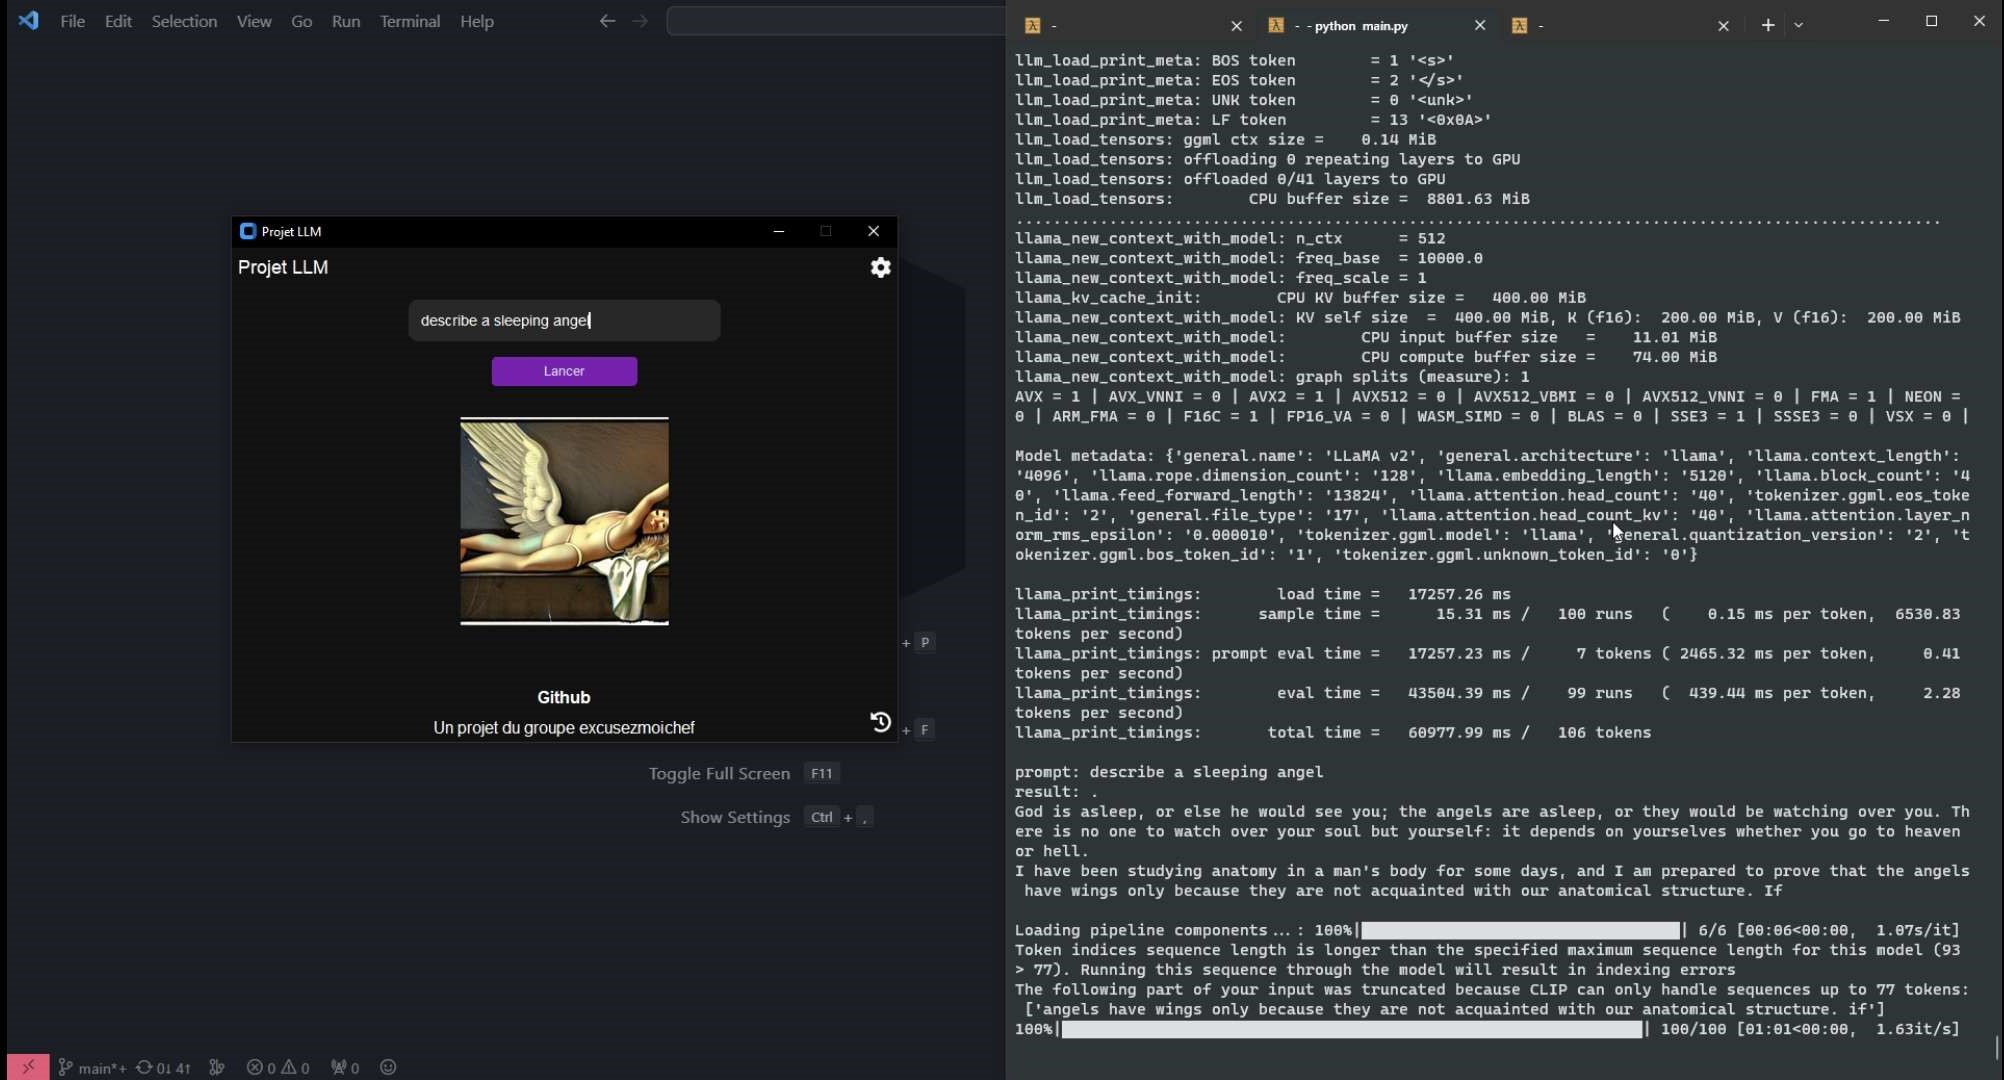 File Edit Selection View Go Run Terminal Help
Projet LLM
Projet LLM
describe a sleeping angel
Lancer
Github
Un projet du groupe excusezmoichef
+ P
+ F
Toggle Full Screen F11
Show Settings Ctrl + ,
main*+ 0↓ 4↑ 0 0 0
- - - python main.py -
llm_load_print_meta: BOS token = 1 '<s>'
llm_load_print_meta: EOS token = 2 '</s>'
llm_load_print_meta: UNK token = 0 '<unk>'
llm_load_print_meta: LF token = 13 '<0x0A>'
llm_load_tensors: ggml ctx size = 0.14 MiB
llm_load_tensors: offloading 0 repeating layers to GPU
llm_load_tensors: offloaded 0/41 layers to GPU
llm_load_tensors: CPU buffer size = 8801.63 MiB
....................................................................................................
llama_new_context_with_model: n_ctx = 512
llama_new_context_with_model: freq_base = 10000.0
llama_new_context_with_model: freq_scale = 1
llama_kv_cache_init: CPU KV buffer size = 400.00 MiB
llama_new_context_with_model: KV self size = 400.00 MiB, K (f16): 200.00 MiB, V (f16): 200.00 MiB
llama_new_context_with_model: CPU input buffer size = 11.01 MiB
llama_new_context_with_model: CPU compute buffer size = 74.00 MiB
llama_new_context_with_model: graph splits (measure): 1
AVX = 1 | AVX_VNNI = 0 | AVX2 = 1 | AVX512 = 0 | AVX512_VBMI = 0 | AVX512_VNNI = 0 | FMA = 1 | NEON =
0 | ARM_FMA = 0 | F16C = 1 | FP16_VA = 0 | WASM_SIMD = 0 | BLAS = 0 | SSE3 = 1 | SSSE3 = 0 | VSX = 0 |
Model metadata: {'general.name': 'LLaMA v2', 'general.architecture': 'llama', 'llama.context_length':
'4096', 'llama.rope.dimension_count': '128', 'llama.embedding_length': '5120', 'llama.block_count': '4
0', 'llama.feed_forward_length': '13824', 'llama.attention.head_count': '40', 'tokenizer.ggml.eos_toke
n_id': '2', 'general.file_type': '17', 'llama.attention.head_count_kv': '40', 'llama.attention.layer_n
orm_rms_epsilon': '0.000010', 'tokenizer.ggml.model': 'llama', 'general.quantization_version': '2', 't
okenizer.ggml.bos_token_id': '1', 'tokenizer.ggml.unknown_token_id': '0'}
llama_print_timings: load time = 17257.26 ms
llama_print_timings: sample time = 15.31 ms / 100 runs ( 0.15 ms per token, 6530.83
tokens per second)
llama_print_timings: prompt eval time = 17257.23 ms / 7 tokens ( 2465.32 ms per token, 0.41
tokens per second)
llama_print_timings: eval time = 43504.39 ms / 99 runs ( 439.44 ms per token, 2.28
tokens per second)
llama_print_timings: total time = 60977.99 ms / 106 tokens
prompt: describe a sleeping angel
result: .
God is asleep, or else he would see you; the angels are asleep, or they would be watching over you. Th
ere is no one to watch over your soul but yourself: it depends on yourselves whether you go to heaven
or hell.
I have been studying anatomy in a man's body for some days, and I am prepared to prove that the angels
have wings only because they are not acquainted with our anatomical structure. If
Loading pipeline components...: 100%| | 6/6 [00:06<00:00, 1.07s/it]
Token indices sequence length is longer than the specified maximum sequence length for this model (93
> 77). Running this sequence through the model will result in indexing errors
The following part of your input was truncated because CLIP can only handle sequences up to 77 tokens:
['angels have wings only because they are not acquainted with our anatomical structure. if']
100%| | 100/100 [01:01<00:00, 1.63it/s]